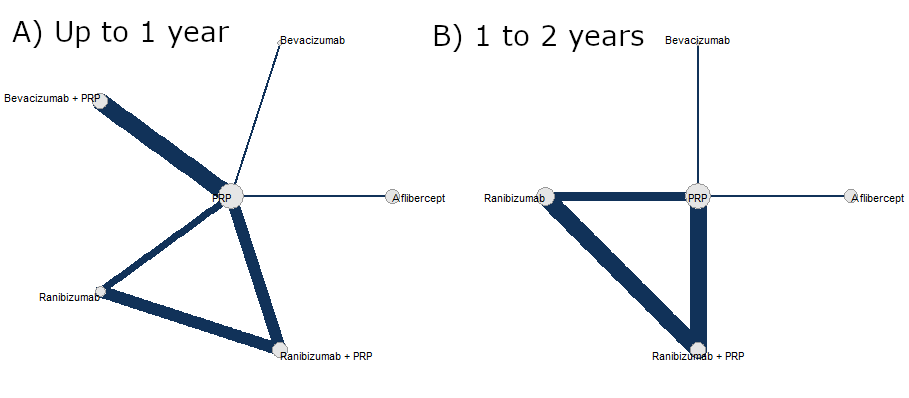 A) Up to 1 year
Bevacizumab
Bevacizumab + PRP
PRP
Aflibercept
Ranibizumab
Ranibizumab + PRP
B) 1 to 2 years
Bevacizumab
Ranibizumab
PRP
Aflibercept
Ranibizumab + PRP